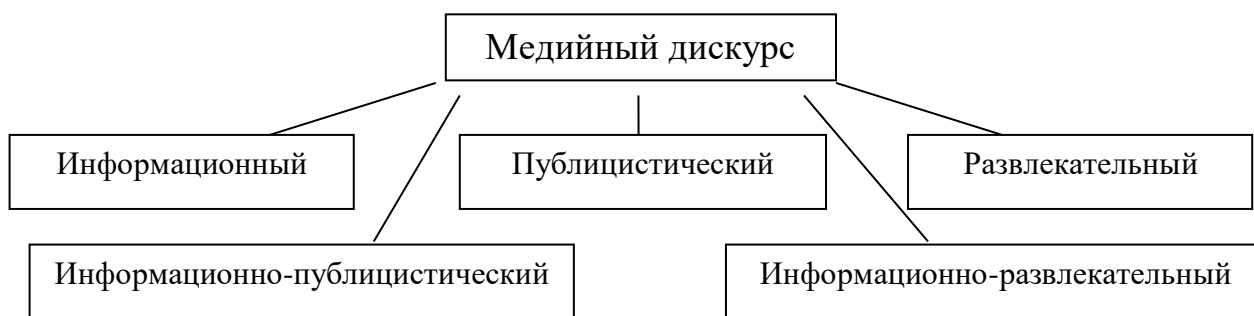 Медийный дискурс
Информационный
Публицистический
Развлекательный
Информационно-публицистический
Информационно-развлекательный